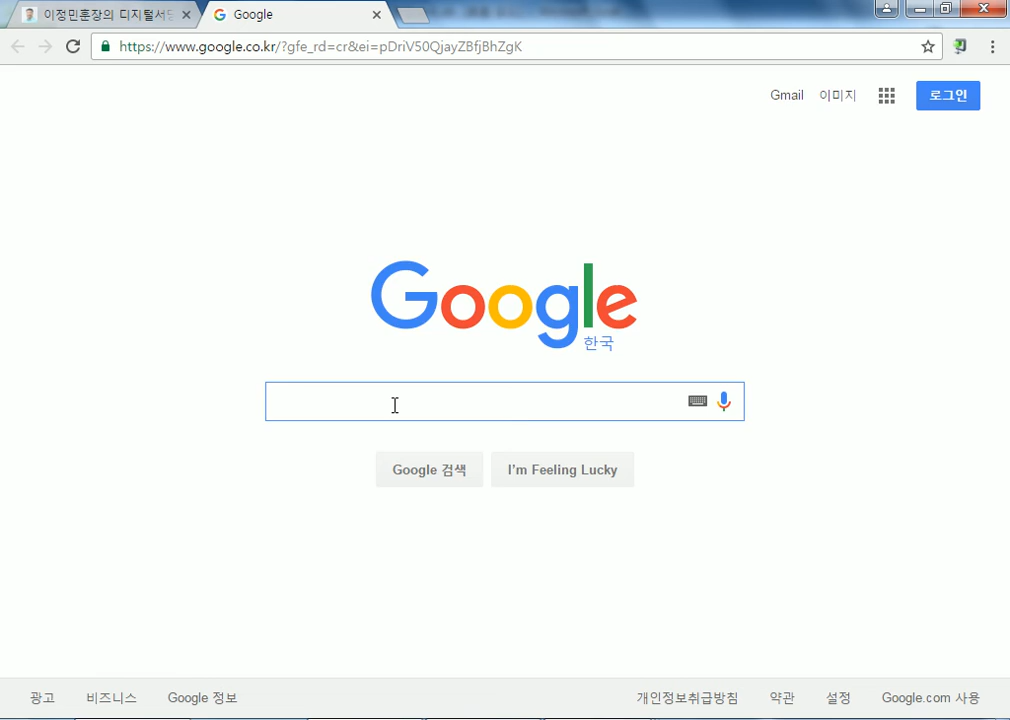 이정민훈장의 디지털서당
Google
https://www.google.co.kr/?gfe_rd=cr&ei=pDriV50QjayZBfjBhZgK
Gmail 이미지 로그인
Google
한국
Google 검색 I'm Feeling Lucky
광고 비즈니스 Google 정보 개인정보취급방침 약관 설정 Google.com 사용